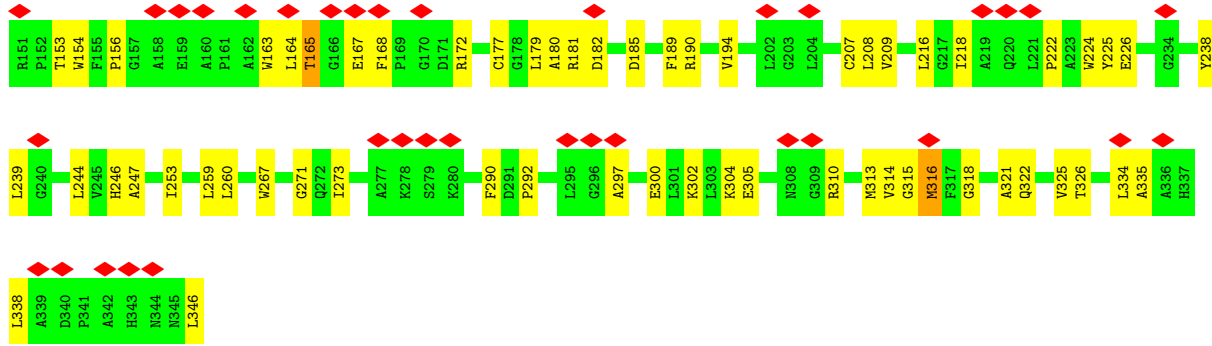 R151 P152 T153 W154 F155 P156 G157 A158 E159 A160 P161 A162 W163 L164 T165 G166 E167 F168 P169 G170 D171 R172 C177 G178 L179 A180 R181 D182 D185 F189 R190 V194 L202 G203 L204 C207 L208 V209 L216 G217 I218 A219 Q220 L221 P222 A223 W224 Y225 E226 G234 Y238
L239 G240 L244 V245 H246 A247 I253 L259 L260 W267 G271 Q272 I273 A277 K278 S279 K280 F290 D291 P292 L295 G296 A297 E300 L301 K302 L303 K304 E305 N308 G309 R310 M313 V314 G315 M316 F317 G318 A321 Q322 V325 T326 L334 A335 A336 H337
L338 A339 D340 P341 A342 H343 N344 N345 L346